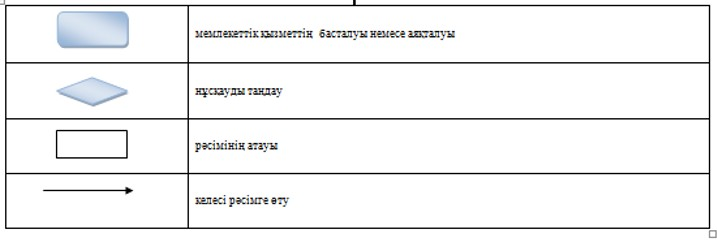 мемлекеттік қызметтің басталуы немесе аяқталуы
нұсқауды таңдау
рәсімінің атауы
келесі рәсімге өту